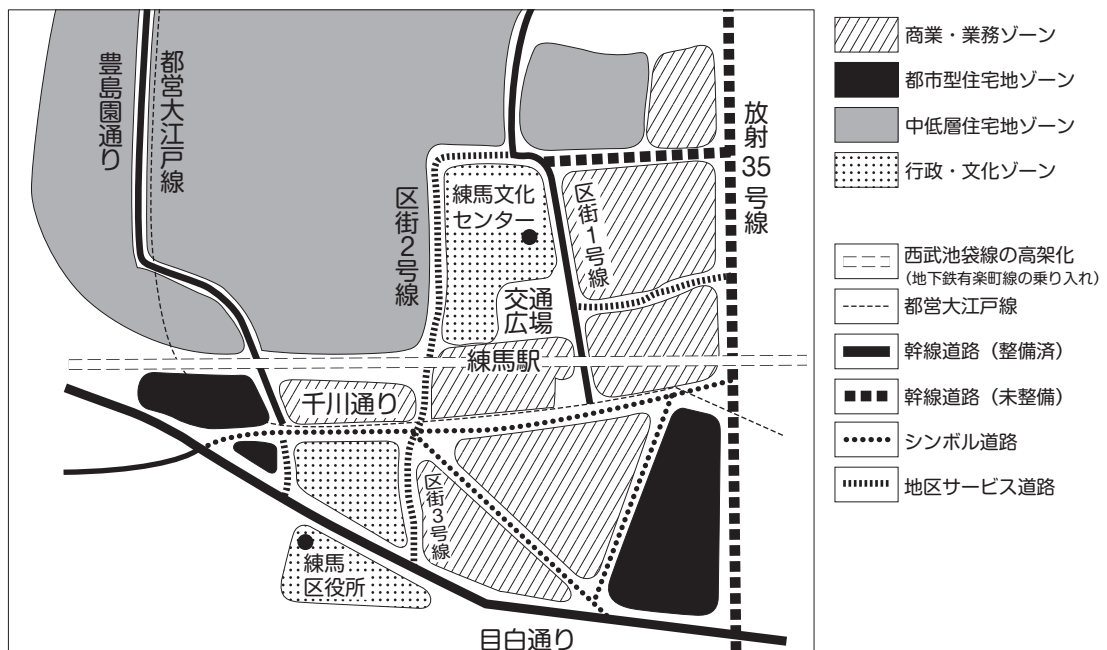 豊島園通り
都営大江戸線
区街2号線
練馬文化
センター
区街1号線
放射35号線
交通
広場
練馬駅
千川通り
区街3号線
練馬
区役所
目白通り
商業・業務ゾーン
都市型住宅地ゾーン
中低層住宅地ゾーン
行政・文化ゾーン
西武池袋線の高架化
(地下鉄有楽町線の乗り入れ)
都営大江戸線
幹線道路（整備済）
幹線道路（未整備）
シンボル道路
地区サービス道路